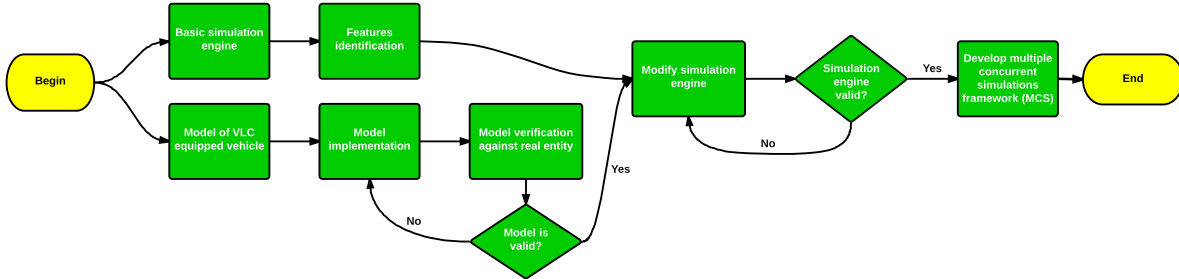 Begin
Basic simulation
engine
Features
identification
Model of VLC
equipped vehicle
Model
implementation
Model verification
against real entity
Model is
valid?
No
Yes
Modify simulation
engine
Simulation
engine
valid?
No
Yes
Develop multiple
concurrent
simulations
framework (MCS)
End